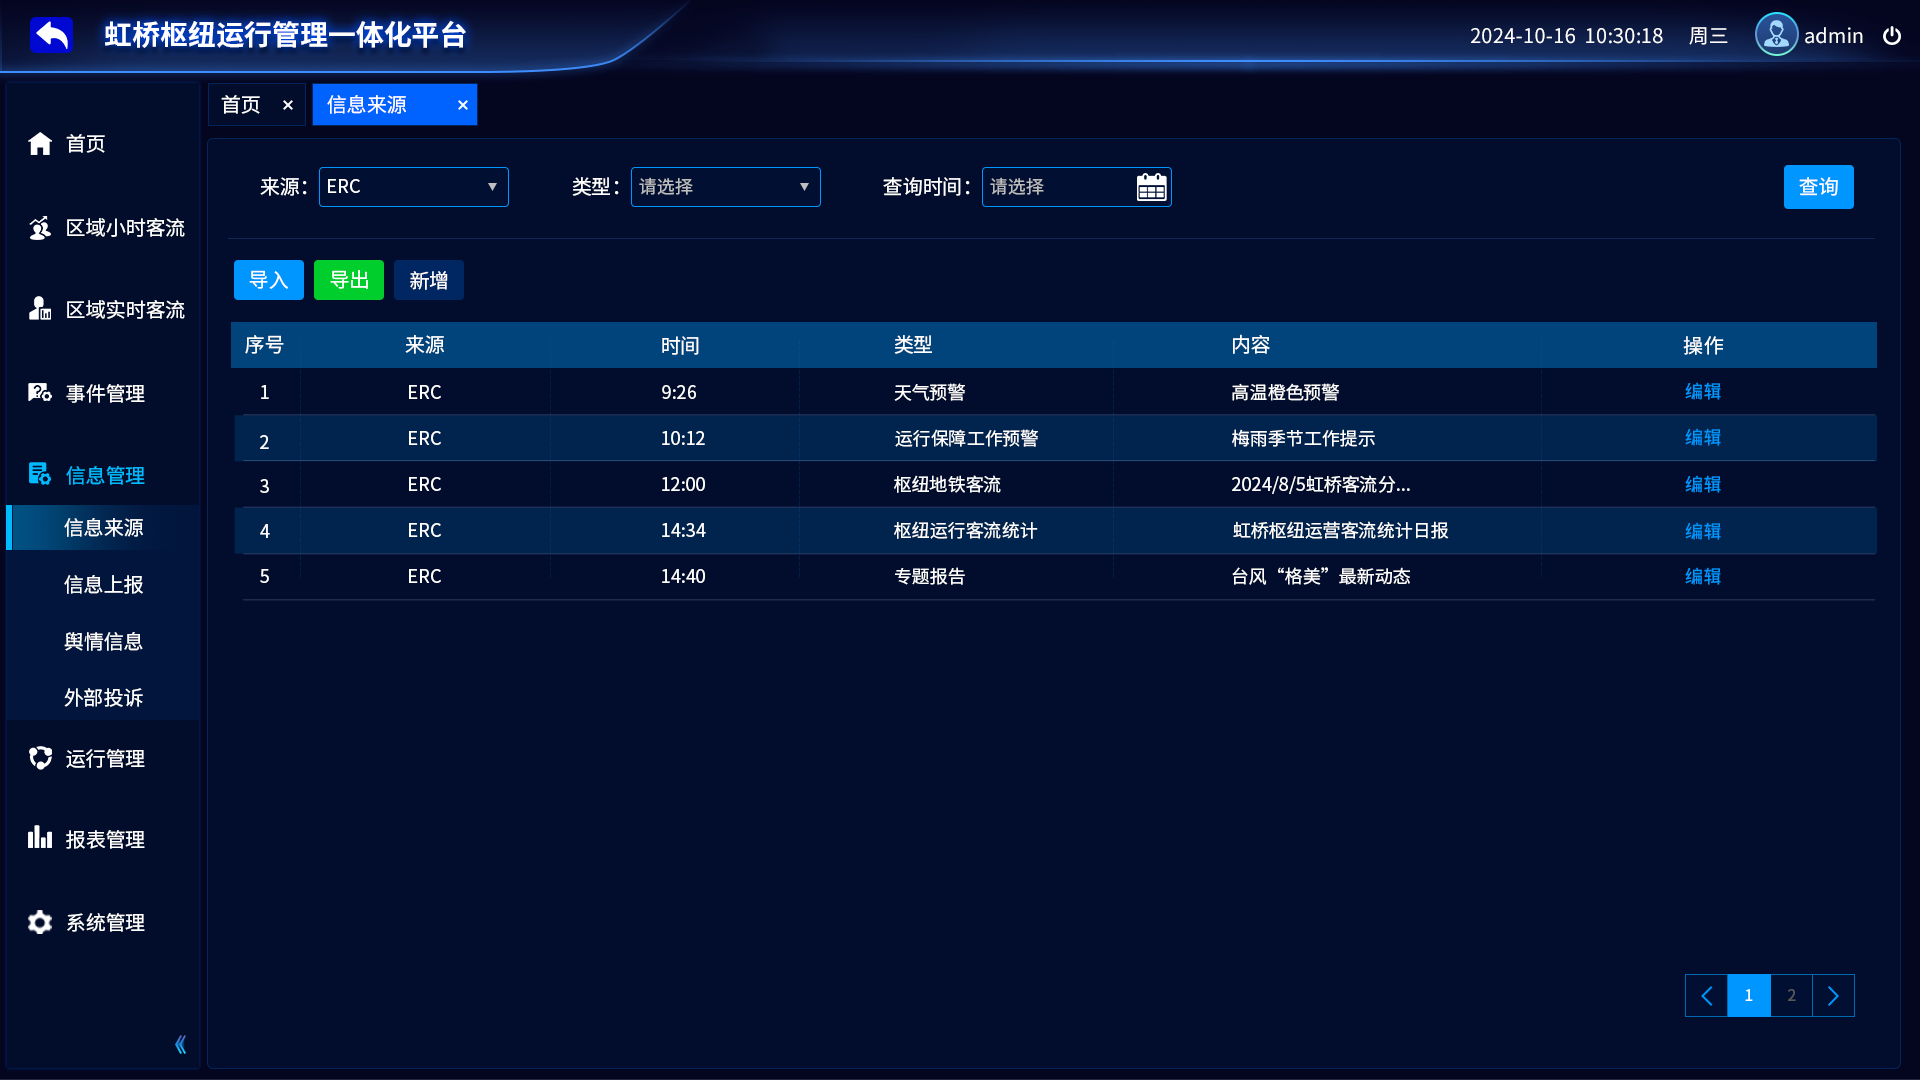 虹桥枢纽运行管理一体化平台
2024-10-16 10:30:18 周三 admin
首页 × 信息来源 ×
首页
区域小时客流
区域实时客流
事件管理
信息管理
信息来源
信息上报
舆情信息
外部投诉
运行管理
报表管理
系统管理
来源： ERC 类型： 请选择 查询时间： 请选择 查询
导入 导出 新增
序号 来源 时间 类型 内容 操作
1 ERC 9:26 天气预警 高温橙色预警 编辑
2 ERC 10:12 运行保障工作预警 梅雨季节工作提示 编辑
3 ERC 12:00 枢纽地铁客流 2024/8/5虹桥客流分... 编辑
4 ERC 14:34 枢纽运行客流统计 虹桥枢纽运营客流统计日报 编辑
5 ERC 14:40 专题报告 台风“格美”最新动态 编辑
1 2